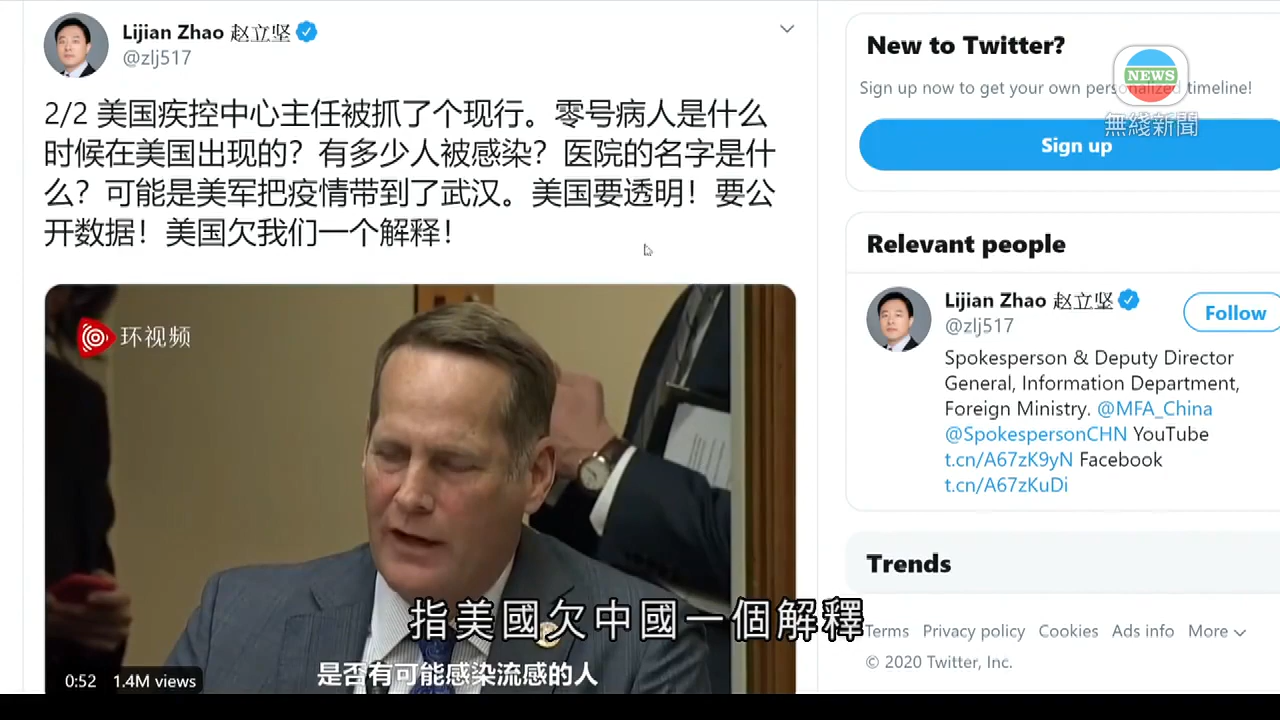 Lijian Zhao 赵立坚
@zlj517
2/2 美国疾控中心主任被抓了个现行。零号病人是什么
时候在美国出现的？有多少人被感染？医院的名字是什
么？可能是美军把疫情带到了武汉。美国要透明！要公
开数据！美国欠我们一个解释！
环视频
指美國欠中國一個解釋
是否有可能感染流感的人
0:52 1.4M views
New to Twitter?
Sign up now to get your own personalized timeline!
NEWS
無綫新聞
Sign up
Relevant people
Lijian Zhao 赵立坚
@zlj517
Follow
Spokesperson & Deputy Director
General, Information Department,
Foreign Ministry. @MFA_China
@SpokespersonCHN YouTube
t.cn/A67zK9yN Facebook
t.cn/A67zKuDi
Trends
Terms Privacy policy Cookies Ads info More
© 2020 Twitter, Inc.